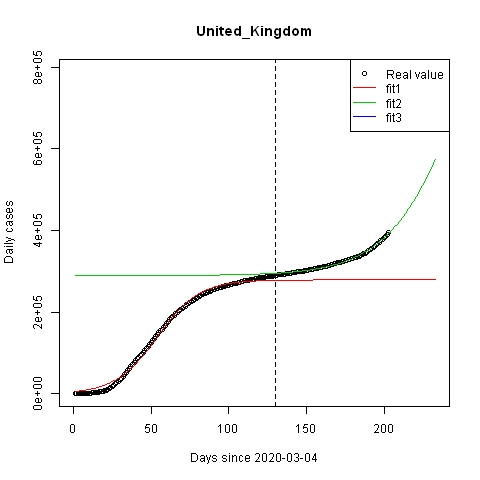 United_Kingdom
Daily cases
8e+05
6e+05
4e+05
2e+05
0e+00
Real value
fit1
fit2
fit3
0 50 100 150 200
Days since 2020-03-04